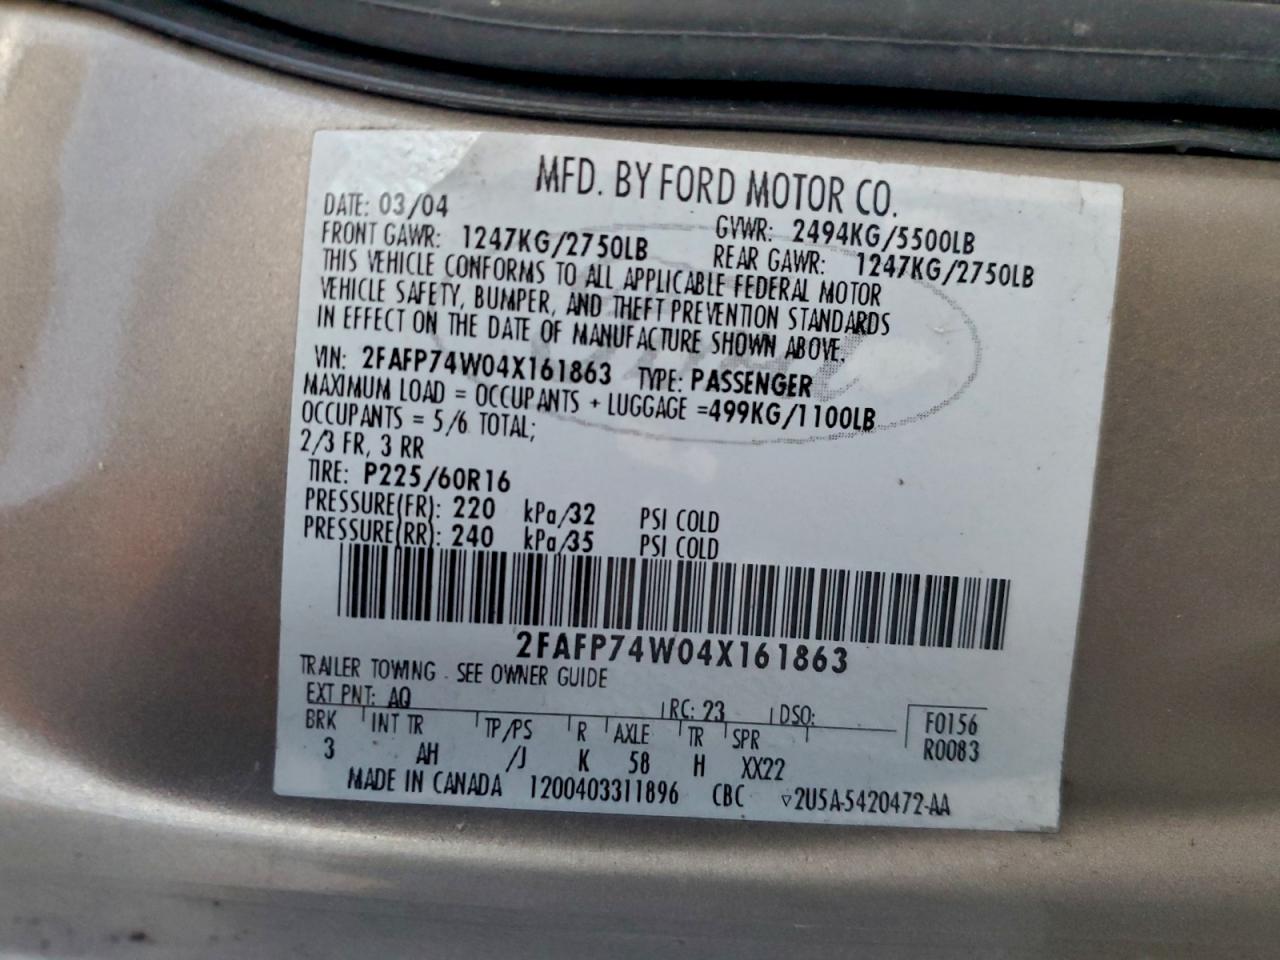 MFD. BY FORD MOTOR CO.
DATE: 03/04 GVWR: 2494KG/5500LB
FRONT GAWR: 1247KG/2750LB REAR GAWR: 1247KG/2750LB
THIS VEHICLE CONFORMS TO ALL APPLICABLE FEDERAL MOTOR
VEHICLE SAFETY, BUMPER, AND THEFT PREVENTION STANDARDS
IN EFFECT ON THE DATE OF MANUFACTURE SHOWN ABOVE.
VIN: 2FAFP74W04X161863 TYPE: PASSENGER
MAXIMUM LOAD = OCCUPANTS + LUGGAGE =499KG/1100LB
OCCUPANTS = 5/6 TOTAL;
2/3 FR, 3 RR
TIRE: P225/60R16
PRESSURE(FR): 220 kPa/32 PSI COLD
PRESSURE(RR): 240 kPa/35 PSI COLD
2FAFP74W04X161863
TRAILER TOWING - SEE OWNER GUIDE
EXT PNT: AQ RC: 23 DSO:
BRK INT TR TP/PS R AXLE TR SPR F0156
3 AH /J K 58 H XX22 R0083
MADE IN CANADA 1200403311896 CBC ▽2U5A-5420472-AA